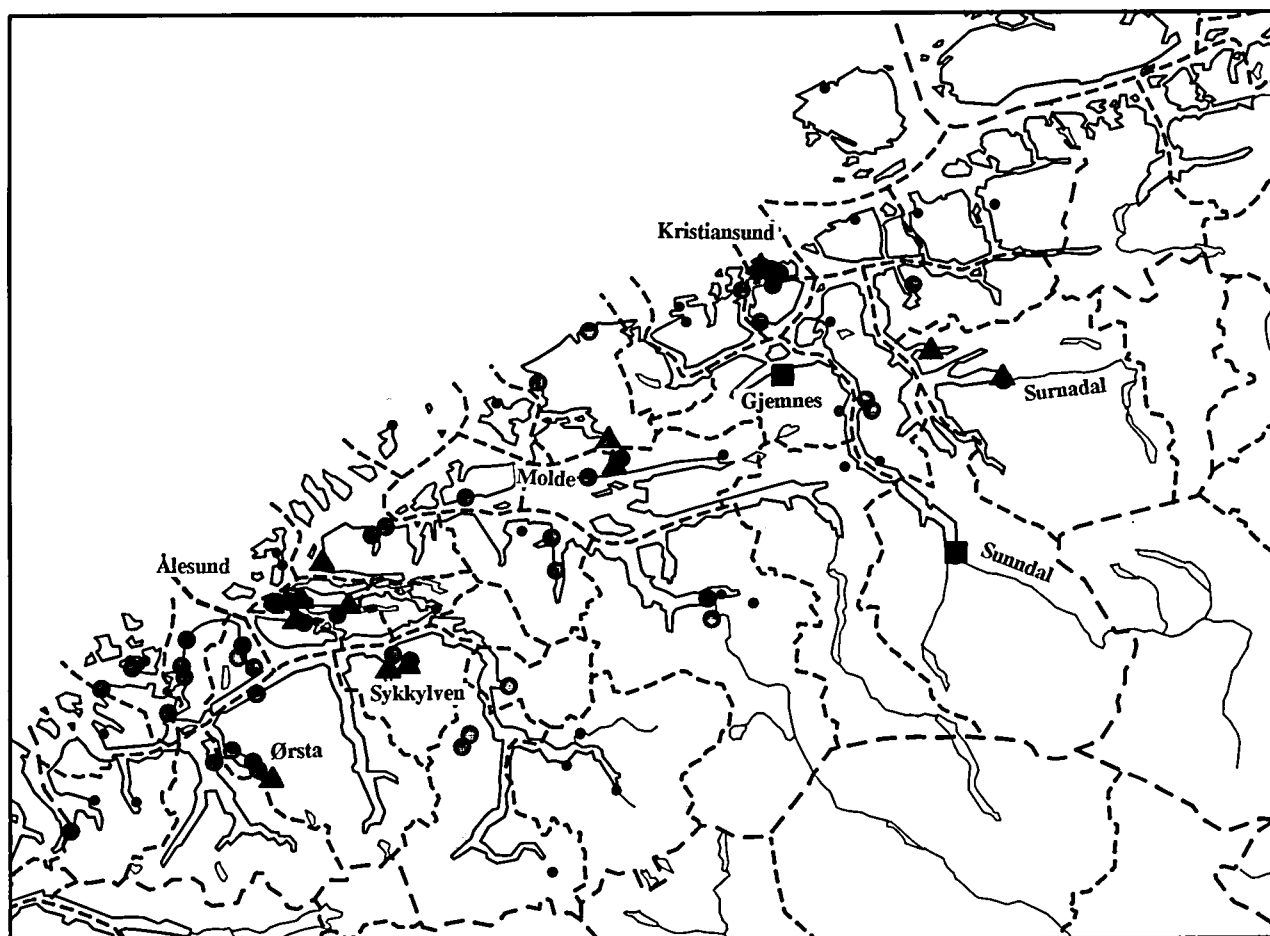 Kristiansund
Gjemnes
Surnadal
Molde
Ålesund
Sunndal
Sykkylven
Ørsta